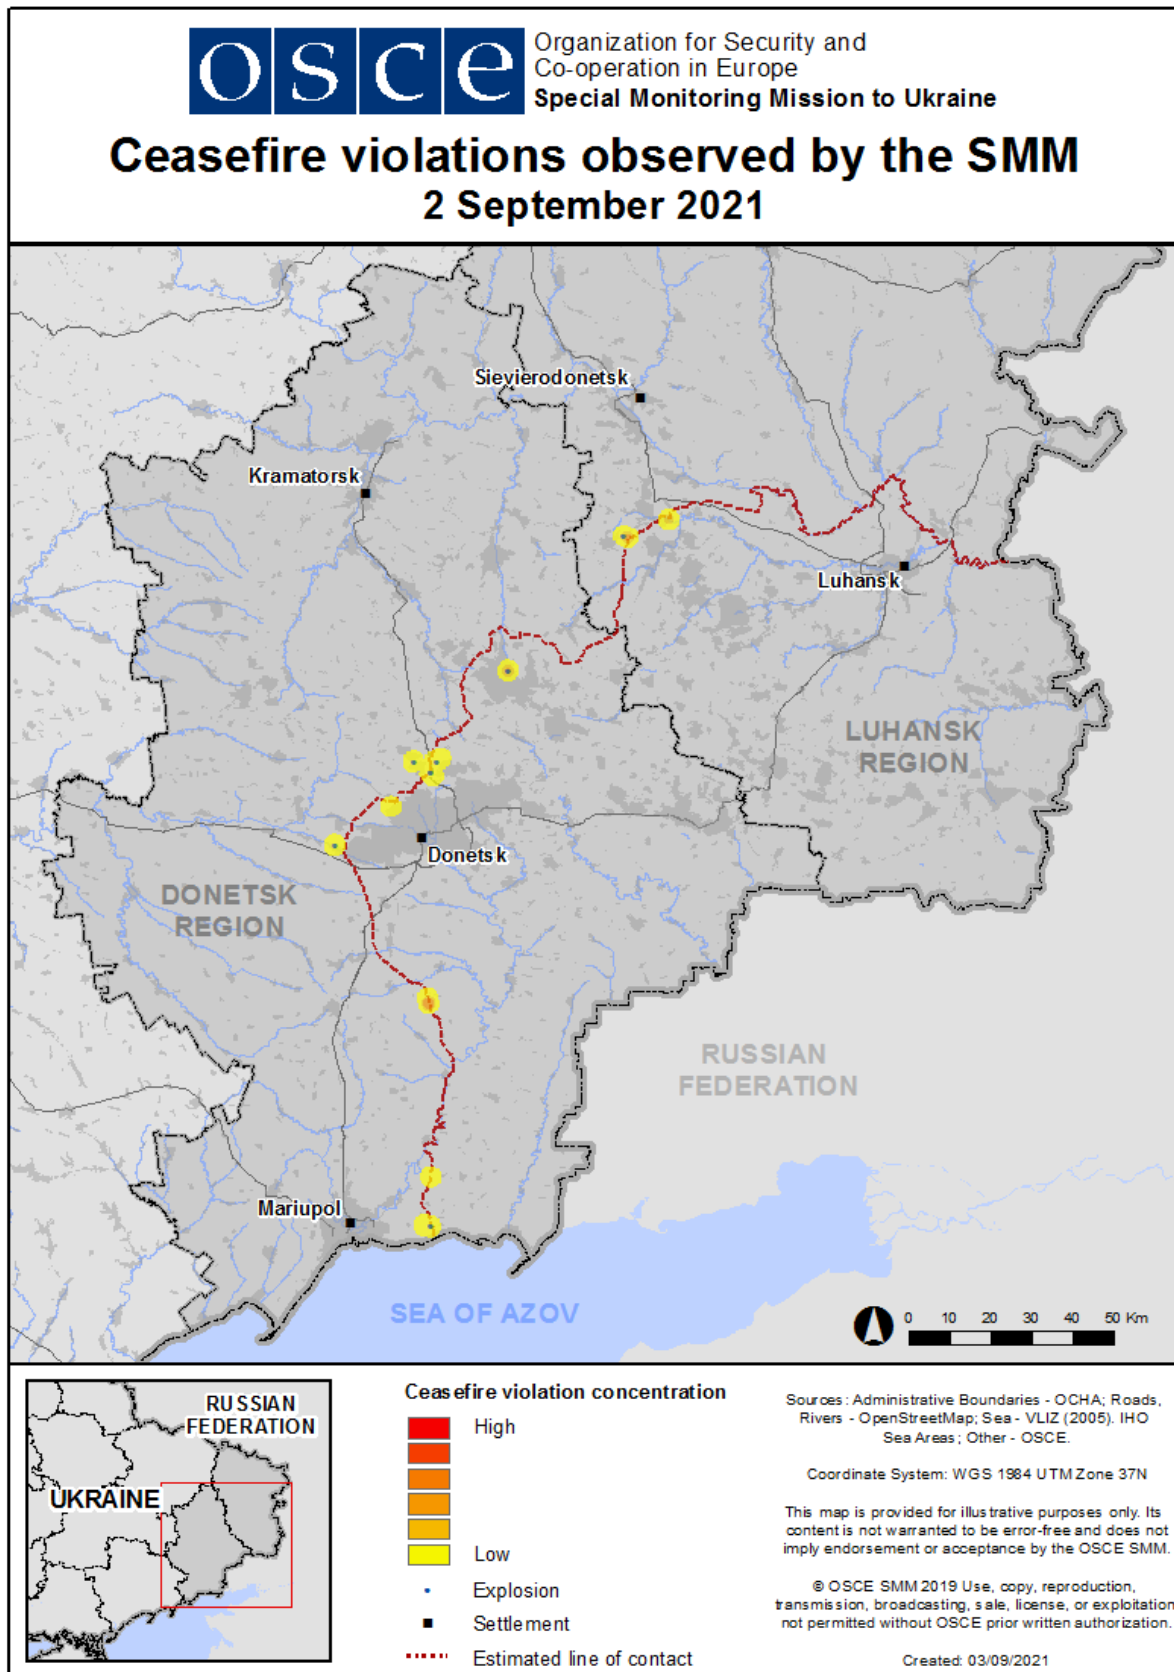 osce
Organization for Security and
Co-operation in Europe
Special Monitoring Mission to Ukraine
Ceasefire violations observed by the SMM
2 September 2021
Sievierodonetsk
Kramatorsk
Luhansk
LUHANSK
REGION
Donetsk
DONETSK
REGION
RUSSIAN
FEDERATION
Mariupol
SEA OF AZOV
0 10 20 30 40 50 Km
RUSSIAN
FEDERATION
UKRAINE
Ceasefire violation concentration
High
Low
Explosion
Settlement
Estimated line of contact
Sources: Administrative Boundaries - OCHA; Roads,
Rivers - OpenStreetMap; Sea - VLIZ (2005). IHO
Sea Areas; Other - OSCE.
Coordinate System: WGS 1984 UTM Zone 37N
This map is provided for illustrative purposes only. Its
content is not warranted to be error-free and does not
imply endorsement or acceptance by the OSCE SMM.
© OSCE SMM 2019 Use, copy, reproduction,
transmission, broadcasting, sale, license, or exploitation
not permitted without OSCE prior written authorization.
Created: 03/09/2021